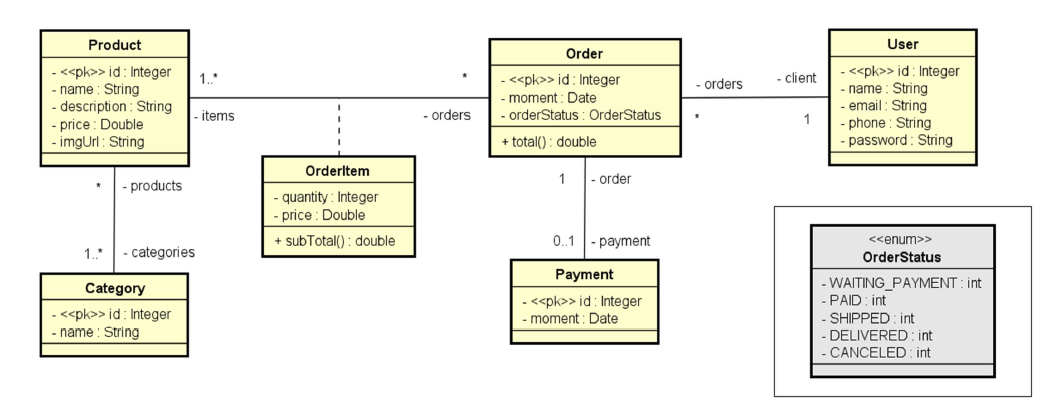 Product
- <<pk>> id : Integer
- name : String
- description : String
- price : Double
- imgUrl : String
1..*
*
- items
- orders
Order
- <<pk>> id : Integer
- moment : Date
- orderStatus : OrderStatus
+ total() : double
- orders
- client
*
1
User
- <<pk>> id : Integer
- name : String
- email : String
- phone : String
- password : String
OrderItem
- quantity : Integer
- price : Double
+ subTotal() : double
* - products
1..* - categories
Category
- <<pk>> id : Integer
- name : String
1 - order
0..1 - payment
Payment
- <<pk>> id : Integer
- moment : Date
<<enum>>
OrderStatus
- WAITING_PAYMENT : int
- PAID : int
- SHIPPED : int
- DELIVERED : int
- CANCELED : int